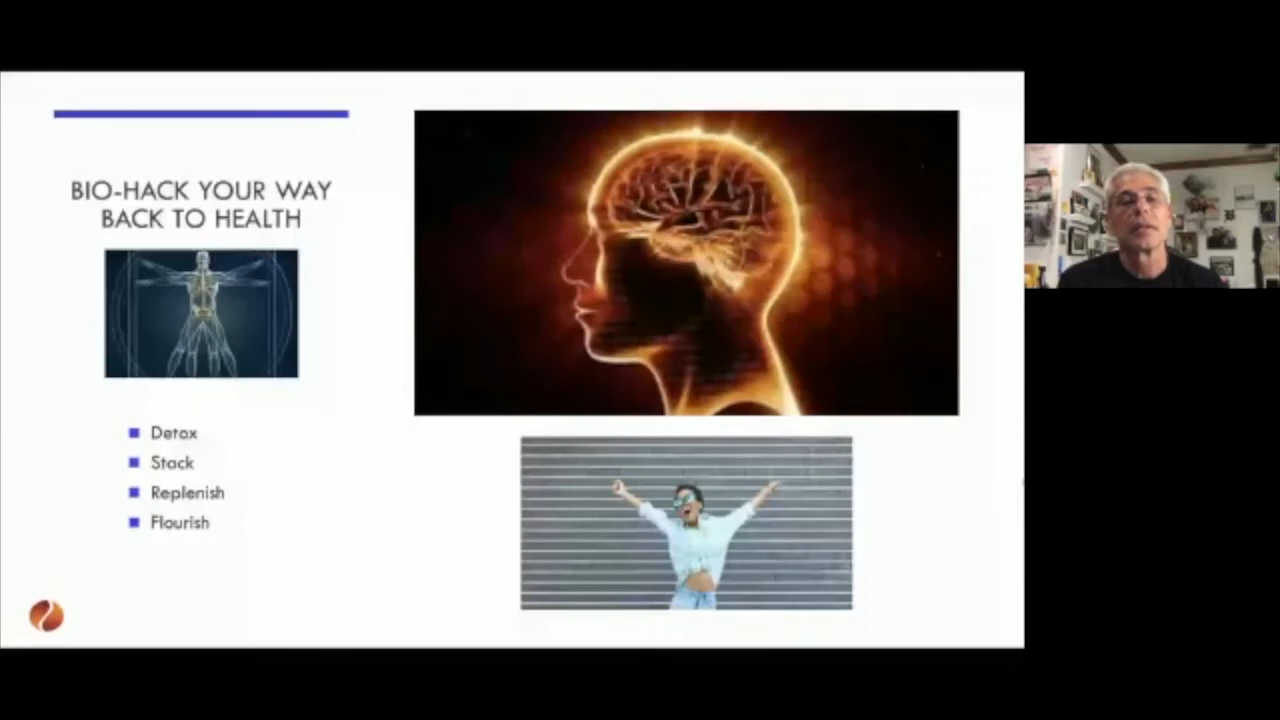 BIO-HACK YOUR WAY
BACK TO HEALTH
Detox
Stack
Replenish
Flourish